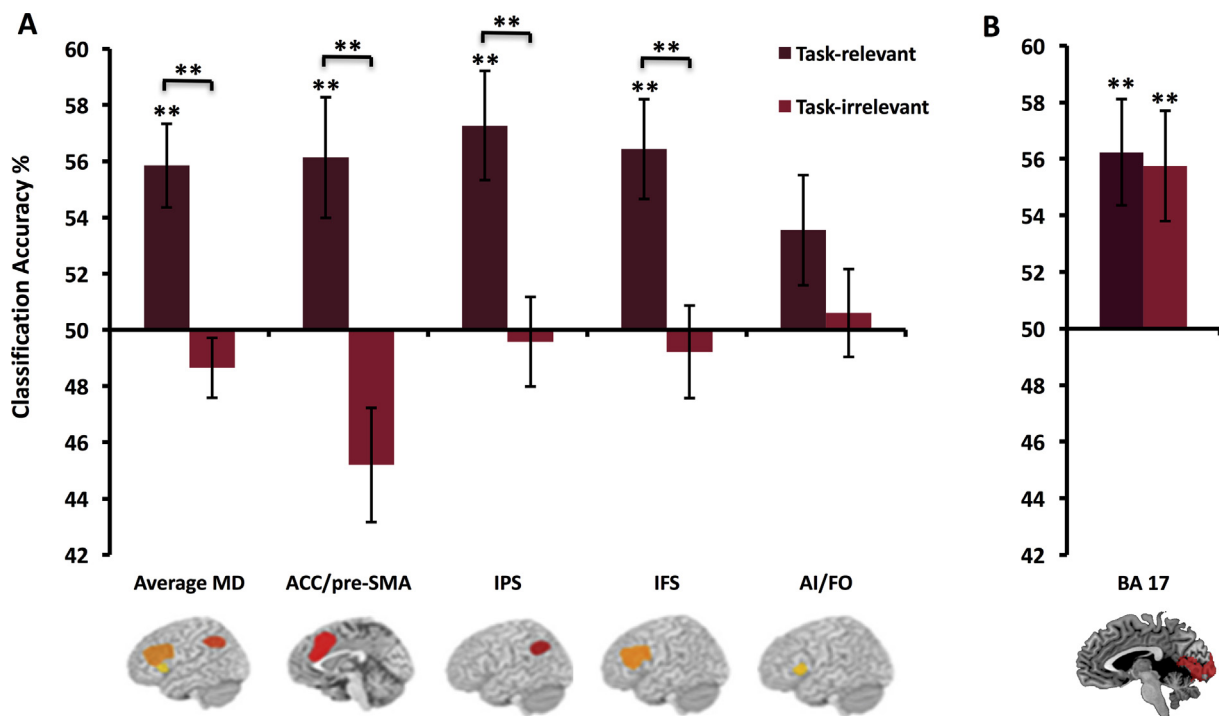 A
B
**
**
**
**
**
**
**
**
**
**
Task-relevant
Task-irrelevant
Classification Accuracy %
60
58
56
54
52
50
48
46
44
42
60
58
56
54
52
50
48
46
44
42
Average MD
ACC/pre-SMA
IPS
IFS
AI/FO
BA 17